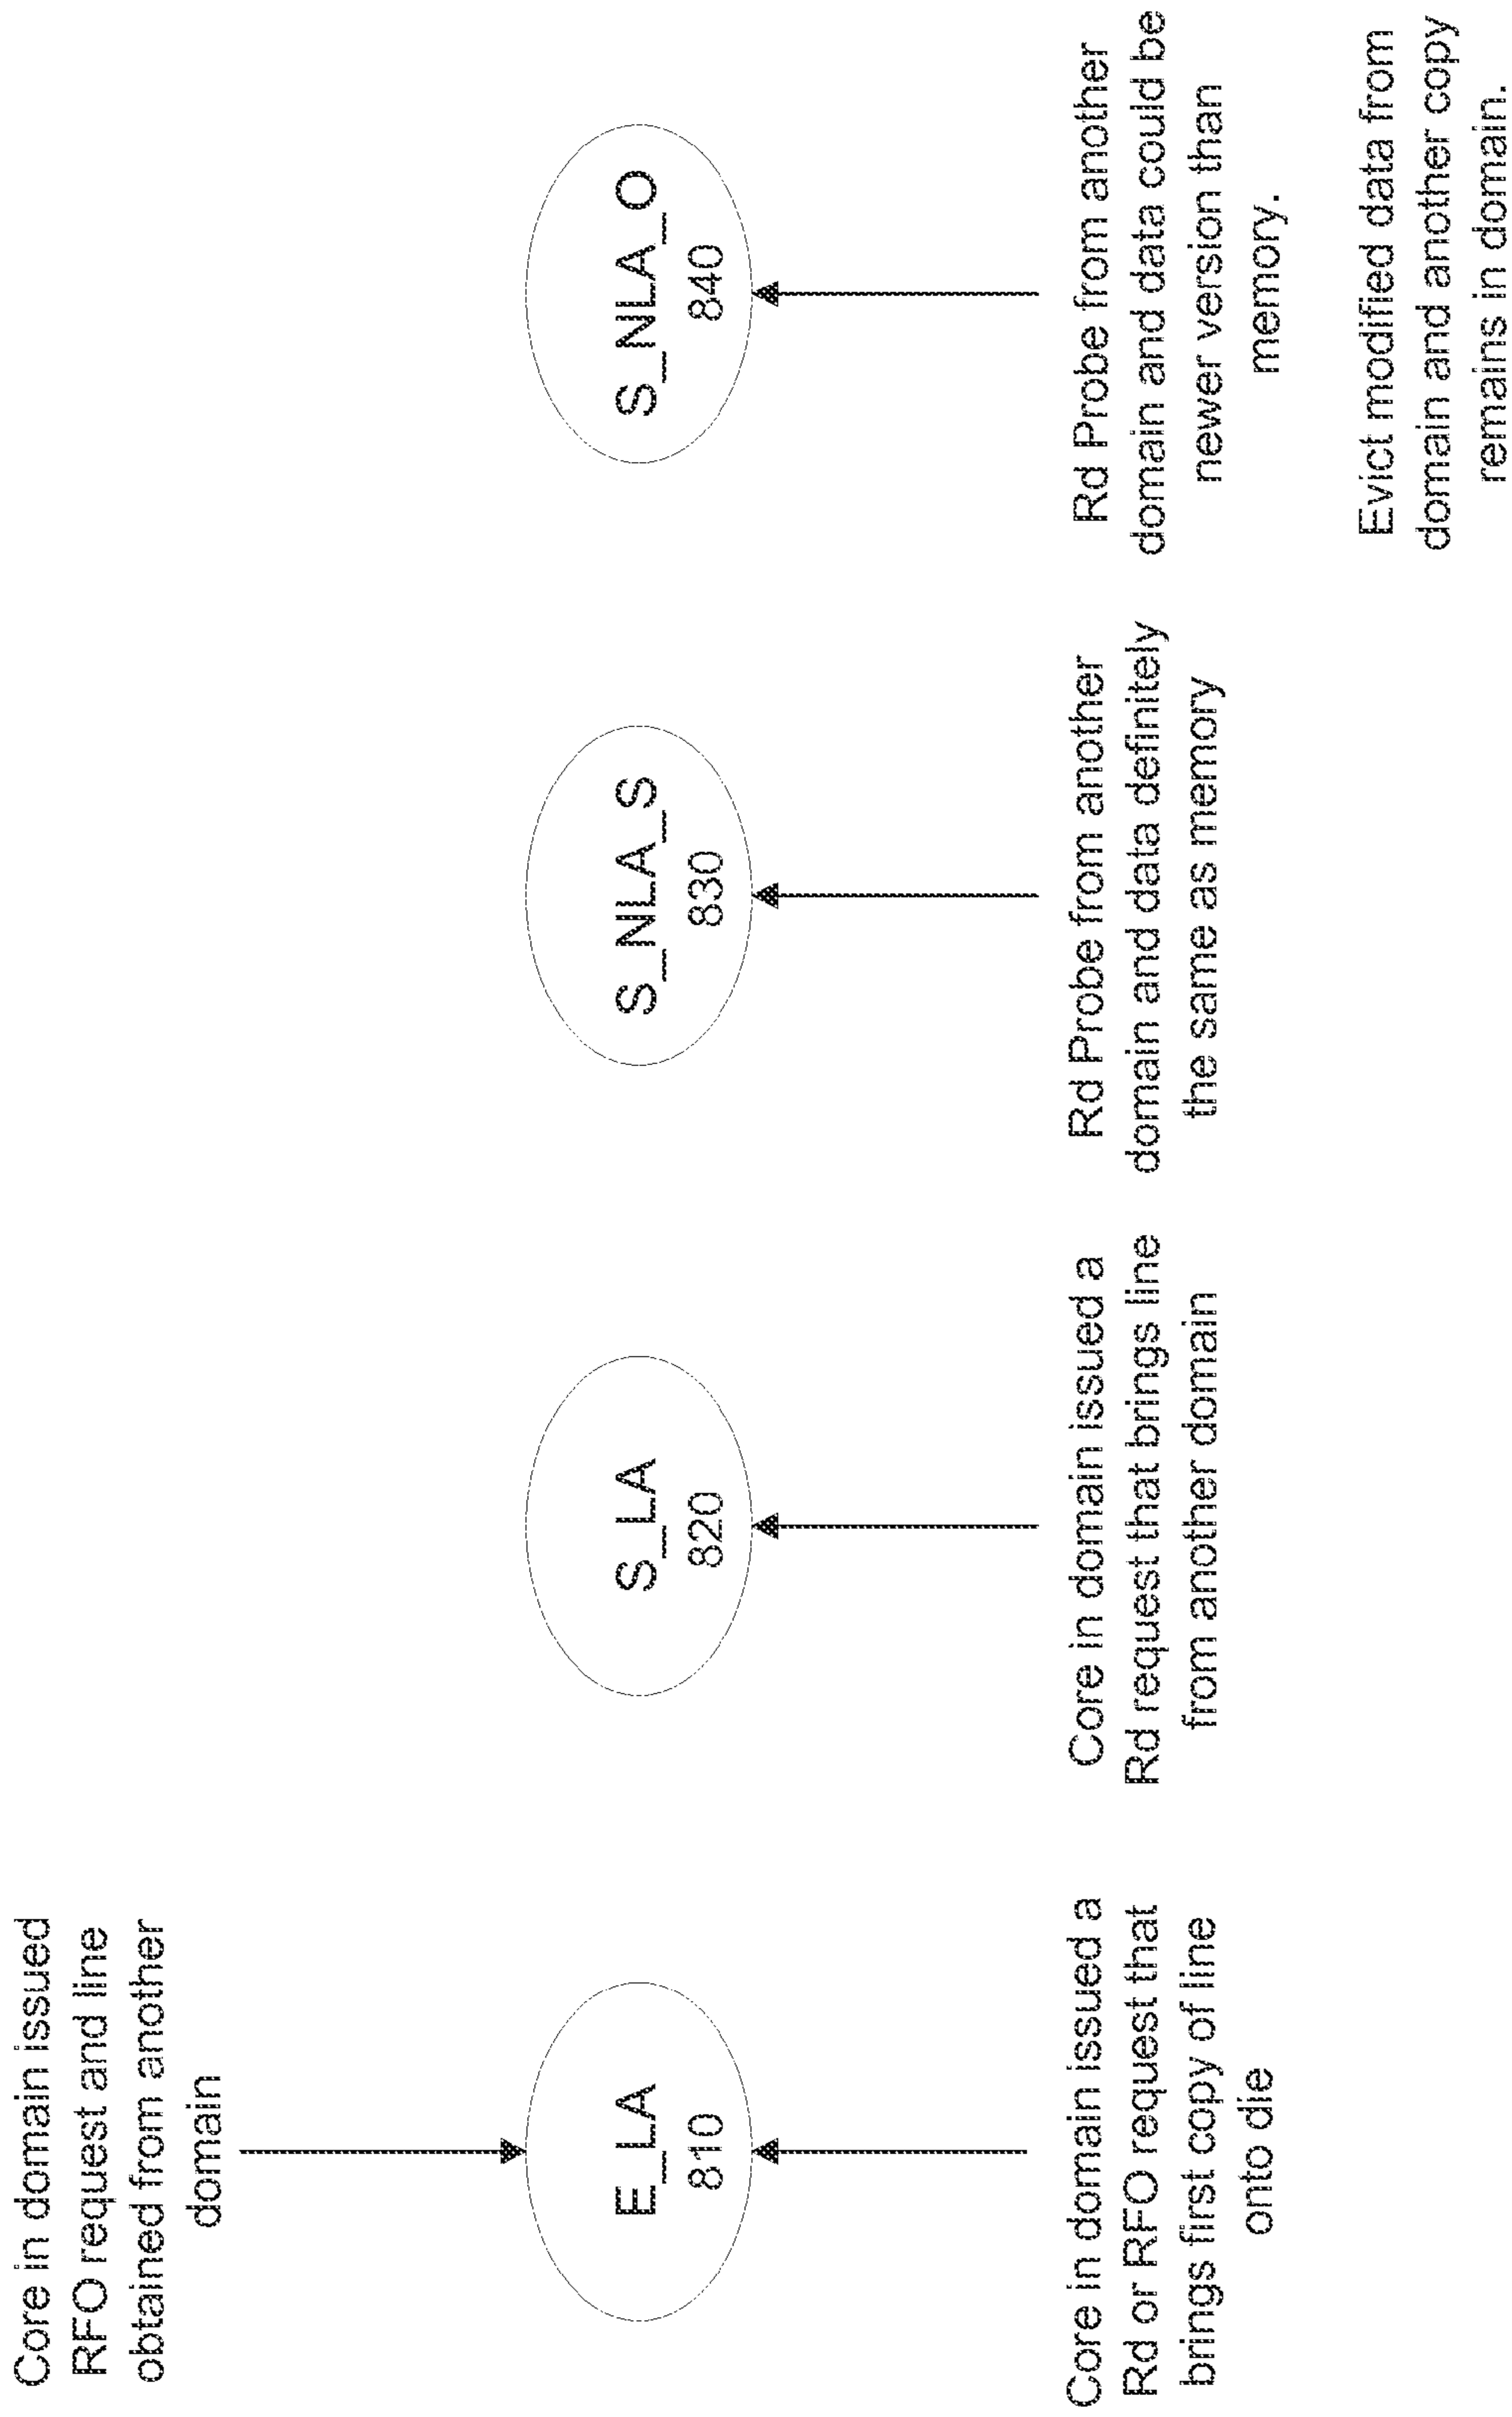 Core in domain issued
RFO request and line
obtained from another
domain
E_LA
810
Core in domain issued a
Rd or RFO request that
brings first copy of line
onto die
S_LA
820
Core in domain issued a
Rd request that brings line
from another domain
S_NLA_S
830
Rd Probe from another
domain and data definitely
the same as memory
S_NLA_O
840
Rd Probe from another
domain and data could be
newer version than
memory.
Evict modified data from
domain and another copy
remains in domain.